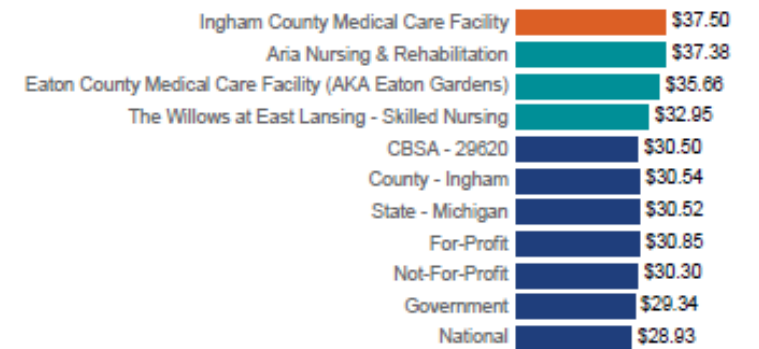 Ingham County Medical Care Facility $37.50
Aria Nursing & Rehabilitation $37.38
Eaton County Medical Care Facility (AKA Eaton Gardens) $35.66
The Willows at East Lansing - Skilled Nursing $32.95
CBSA - 29620 $30.50
County - Ingham $30.54
State - Michigan $30.52
For-Profit $30.85
Not-For-Profit $30.30
Government $29.34
National $28.93